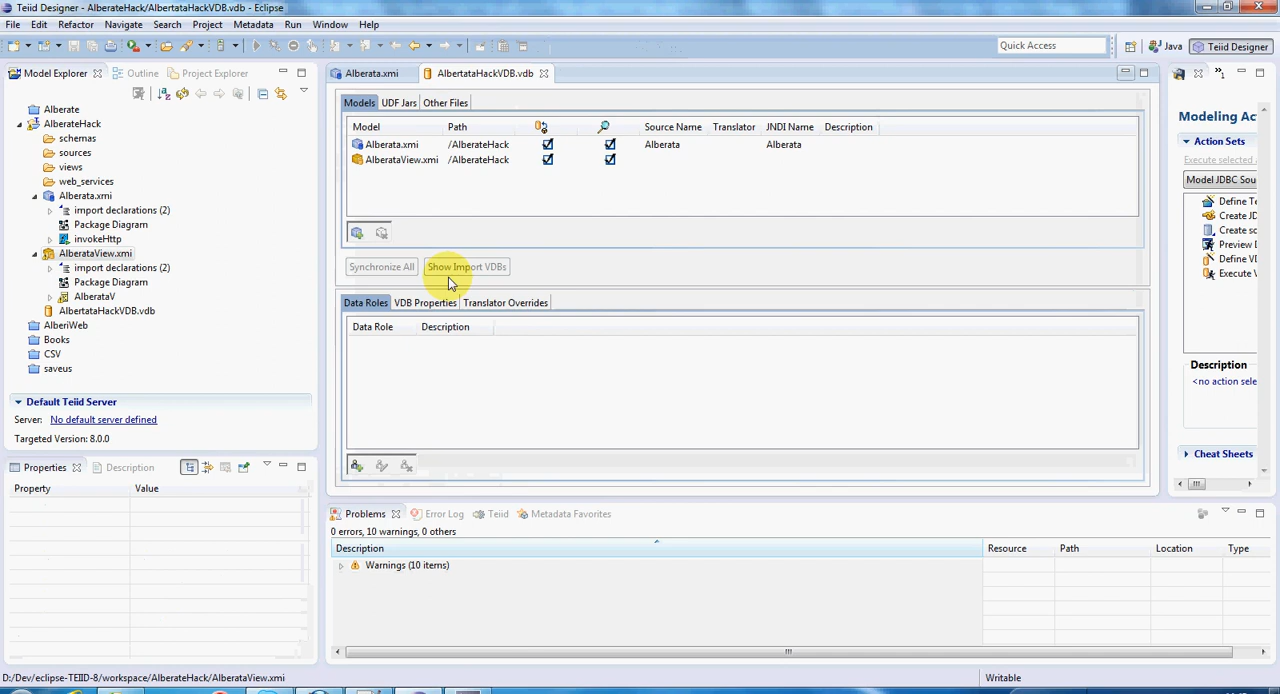 Teiid Designer - AlberateHack/AlbertataHackVDB.vdb - Eclipse
File Edit Refactor Navigate Search Project Metadata Run Window Help
Quick Access Java Teiid Designer
Model Explorer Outline Project Explorer
Alberate
AlberateHack
schemas
sources
views
web_services
Alberata.xmi
import declarations (2)
Package Diagram
invokeHttp
AlberataView.xmi
import declarations (2)
Package Diagram
AlberataV
AlbertataHackVDB.vdb
AlberiWeb
Books
CSV
saveus
Default Teiid Server
Server: No default server defined
Targeted Version: 8.0.0
Properties Description
Property Value
Alberata.xmi AlbertataHackVDB.vdb
Models UDF Jars Other Files
Model Path Source Name Translator JNDI Name Description
Alberata.xmi /AlberateHack Alberata Alberata
AlberataView.xmi /AlberateHack
Synchronize All Show Import VDBs
Data Roles VDB Properties Translator Overrides
Data Role Description
Problems Error Log Teiid Metadata Favorites
0 errors, 10 warnings, 0 others
Description Resource Path Location Type
Warnings (10 items)
Modeling Ac
Action Sets
Execute selected
Model JDBC Sou
Define Te
Create JD
Create so
Preview D
Define VD
Execute V
Description
<no action sele
Cheat Sheets
D:/Dev/eclipse-TEIID-8/workspace/AlberateHack/AlberataView.xmi Writable